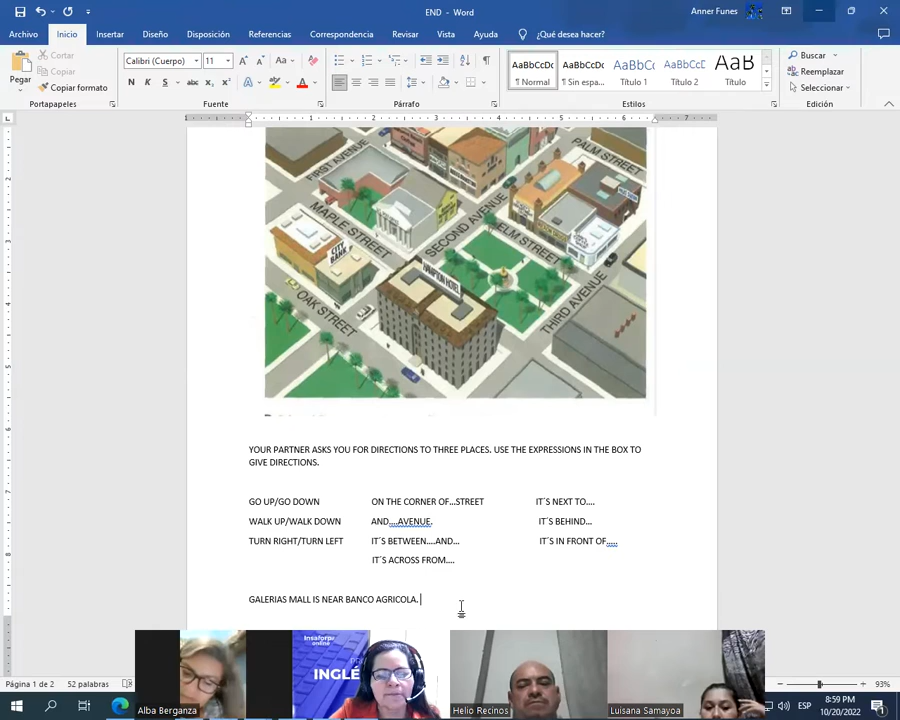 END - Word
Anner Funes
Archivo Inicio Insertar Diseño Disposición Referencias Correspondencia Revisar Vista Ayuda ¿Qué desea hacer?
Pegar
Cortar
Copiar
Copiar formato
Portapapeles
Calibri (Cuerpo) 11
Fuente
Párrafo
AaBbCcDc AaBbCcDc AaBbCc AaBbCcD AaB
¶ Normal ¶ Sin espa... Título 1 Título 2 Título
Estilos
Buscar
Reemplazar
Seleccionar
Edición
FIRST AVENUE
PALM STREET
MAPLE STREET
SECOND AVENUE
ELM STREET
CITY BANK
HAMPTON HOTEL
OAK STREET
THIRD AVENUE
YOUR PARTNER ASKS YOU FOR DIRECTIONS TO THREE PLACES. USE THE EXPRESSIONS IN THE BOX TO
GIVE DIRECTIONS.
GO UP/GO DOWN ON THE CORNER OF...STREET IT´S NEXT TO....
WALK UP/WALK DOWN AND....AVENUE. IT´S BEHIND...
TURN RIGHT/TURN LEFT IT´S BETWEEN....AND... IT´S IN FRONT OF.....
IT´S ACROSS FROM....
GALERIAS MALL IS NEAR BANCO AGRICOLA.
Insaforp online
INGLÉ
Alba Berganza
Helio Recinos
Luisana Samayoa
Página 1 de 2 52 palabras
93%
ESP
8:59 PM
10/20/2022